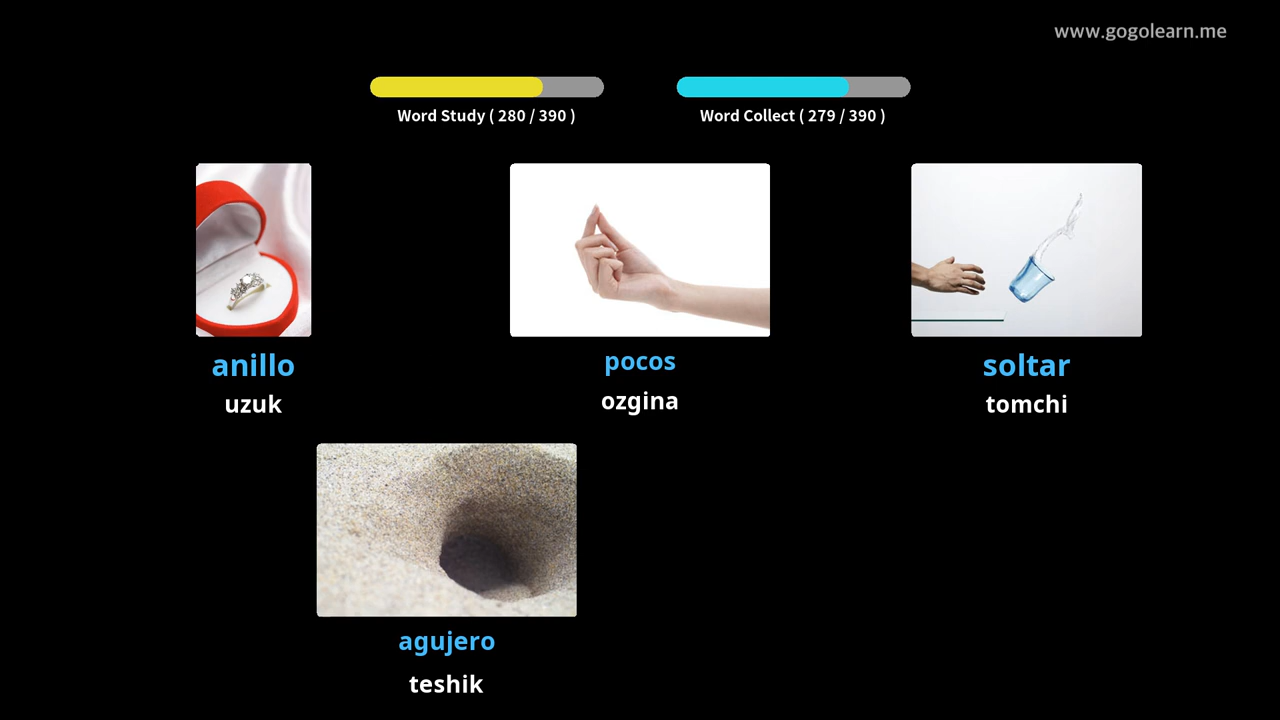 www.gogolearn.me
Word Study ( 280 / 390 )
Word Collect ( 279 / 390 )
anillo
uzuk
pocos
ozgina
soltar
tomchi
agujero
teshik